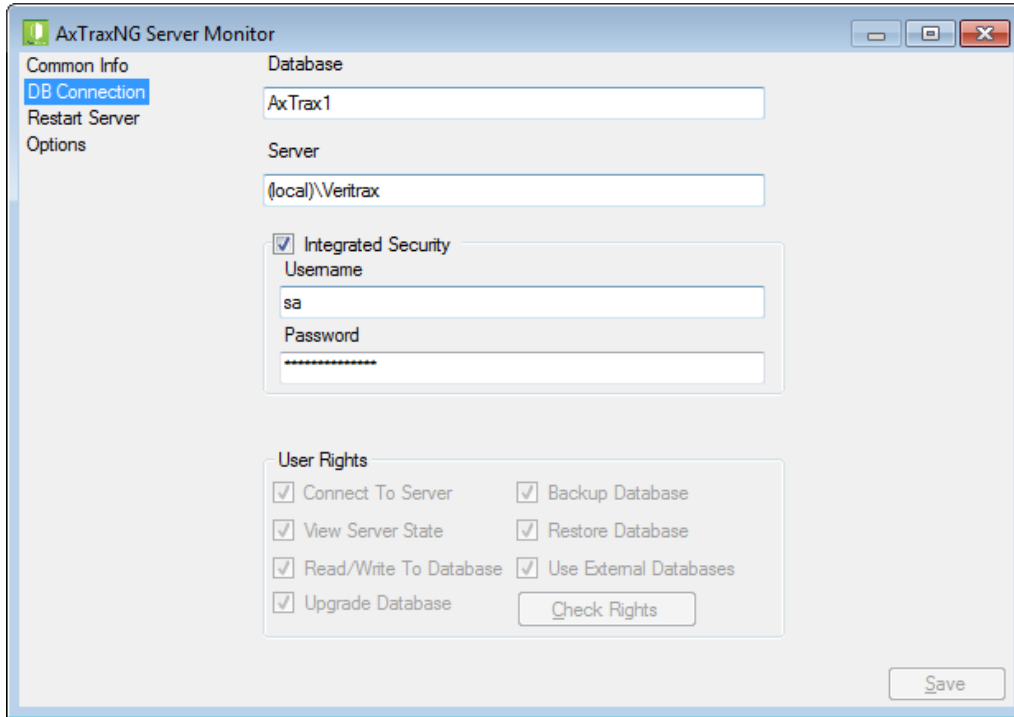 AxTraxNG Server Monitor
Common Info
DB Connection
Restart Server
Options
Database
AxTrax1
Server
(local)\Veritrax
Integrated Security
Username
sa
Password
**************
User Rights
Connect To Server
Backup Database
View Server State
Restore Database
Read/Write To Database
Use External Databases
Upgrade Database
Check Rights
Save